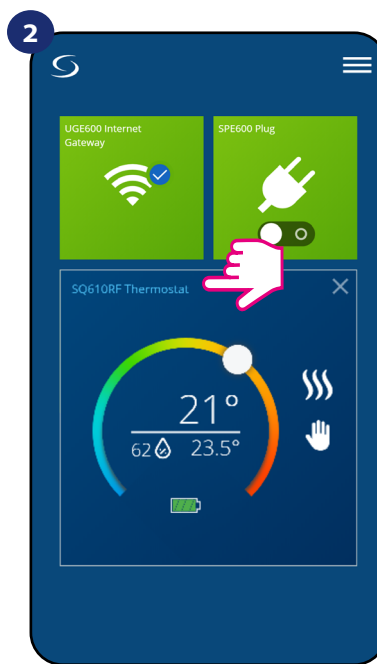 2
UGE600 Internet
Gateway
SPE600 Plug
SQ610RF Thermostat
21°
62 % 23.5°